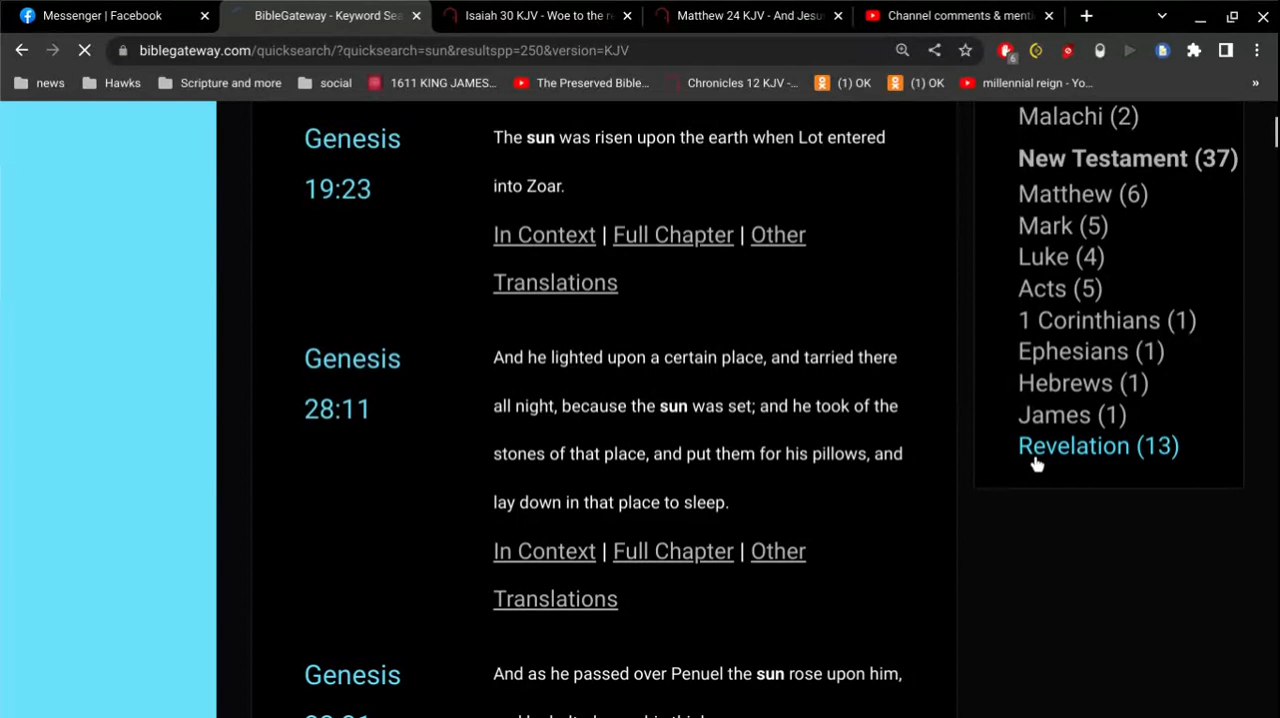 Messenger | Facebook
BibleGateway - Keyword Sea
Isaiah 30 KJV - Woe to the re
Matthew 24 KJV - And Jesu
Channel comments & menti
biblegateway.com/quicksearch/?quicksearch=sun&resultspp=250&version=KJV
6
news
Hawks
Scripture and more
social
1611 KING JAMES...
The Preserved Bible...
Chronicles 12 KJV -...
(1) OK
(1) OK
millennial reign - Yo...
»
Genesis
19:23
The sun was risen upon the earth when Lot entered
into Zoar.
In Context | Full Chapter | Other
Translations
Genesis
28:11
And he lighted upon a certain place, and tarried there
all night, because the sun was set; and he took of the
stones of that place, and put them for his pillows, and
lay down in that place to sleep.
In Context | Full Chapter | Other
Translations
Genesis
And as he passed over Penuel the sun rose upon him,
Malachi (2)
New Testament (37)
Matthew (6)
Mark (5)
Luke (4)
Acts (5)
1 Corinthians (1)
Ephesians (1)
Hebrews (1)
James (1)
Revelation (13)